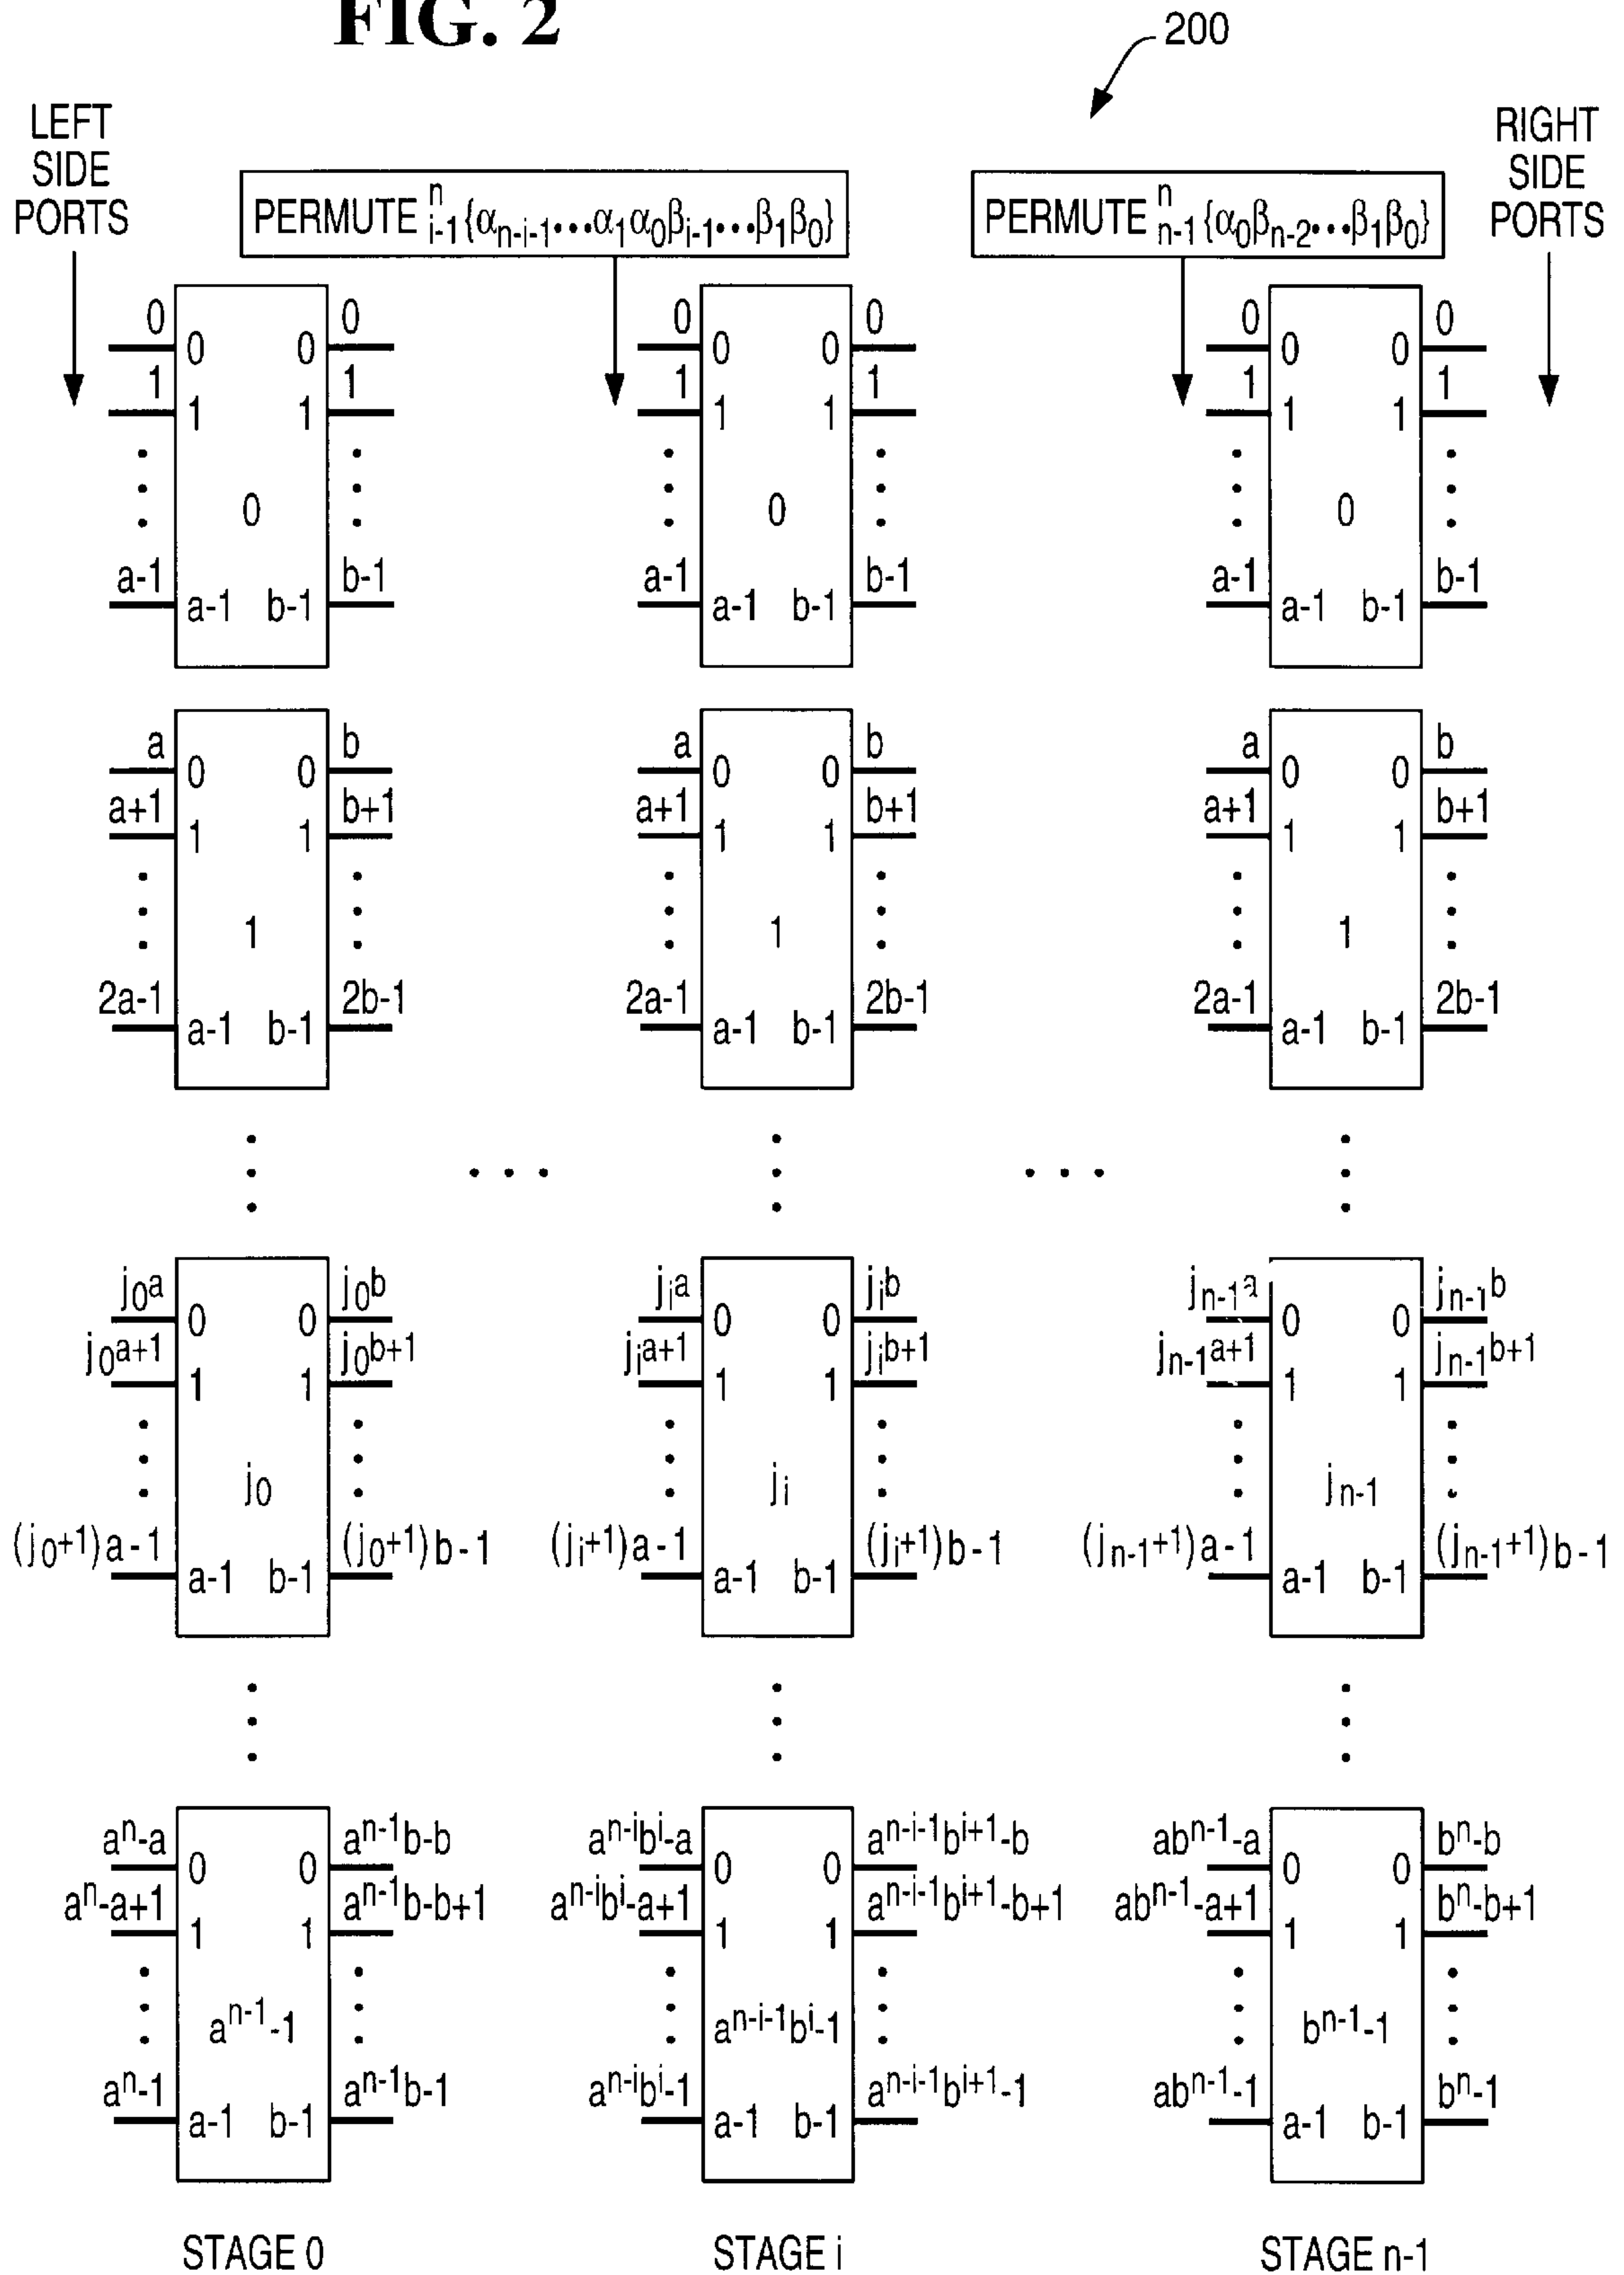 FIG. 2
200
LEFT
SIDE
PORTS
RIGHT
SIDE
PORTS
PERMUTE ⁿᵢ₋₁{αₙ₋ᵢ₋₁•••α₁α₀βᵢ₋₁•••β₁β₀}
PERMUTE ⁿₙ₋₁{α₀βₙ₋₂•••β₁β₀}
0 0 0 0 0 0
0 0 0 0 0 0
1 1 1 1 1 1
1 1 1 1 1 1
0 0 0
a-1 b-1 a-1 b-1 a-1 b-1
a-1 b-1 a-1 b-1 a-1 b-1
a b a b a b
0 0 0 0 0 0
a+1 b+1 a+1 b+1 a+1 b+1
1 1 1 1 1 1
1 1 1
2a-1 2b-1 2a-1 2b-1 2a-1 2b-1
a-1 b-1 a-1 b-1 a-1 b-1
• • • • • •
j₀a j₀b jᵢa jᵢb jₙ₋₁a jₙ₋₁b
0 0 0 0 0 0
j₀a+1 j₀b+1 jᵢa+1 jᵢb+1 jₙ₋₁a+1 jₙ₋₁b+1
1 1 1 1 1 1
j₀ jᵢ jₙ₋₁
(j₀+1)a-1 (j₀+1)b-1 (jᵢ+1)a-1 (jᵢ+1)b-1 (jₙ₋₁+1)a-1 (jₙ₋₁+1)b-1
a-1 b-1 a-1 b-1 a-1 b-1
aⁿ-a aⁿ⁻¹b-b aⁿ⁻ⁱbⁱ-a aⁿ⁻ⁱ⁻¹bⁱ⁺¹-b abⁿ⁻¹-a bⁿ-b
0 0 0 0 0 0
aⁿ-a+1 aⁿ⁻¹b-b+1 aⁿ⁻ⁱbⁱ-a+1 aⁿ⁻ⁱ⁻¹bⁱ⁺¹-b+1 abⁿ⁻¹-a+1 bⁿ-b+1
1 1 1 1 1 1
aⁿ⁻¹-1 aⁿ⁻ⁱ⁻¹bⁱ-1 bⁿ⁻¹-1
aⁿ-1 aⁿ⁻¹b-1 aⁿ⁻ⁱbⁱ-1 aⁿ⁻ⁱ⁻¹bⁱ⁺¹-1 abⁿ⁻¹-1 bⁿ-1
a-1 b-1 a-1 b-1 a-1 b-1
STAGE 0 STAGE i STAGE n-1